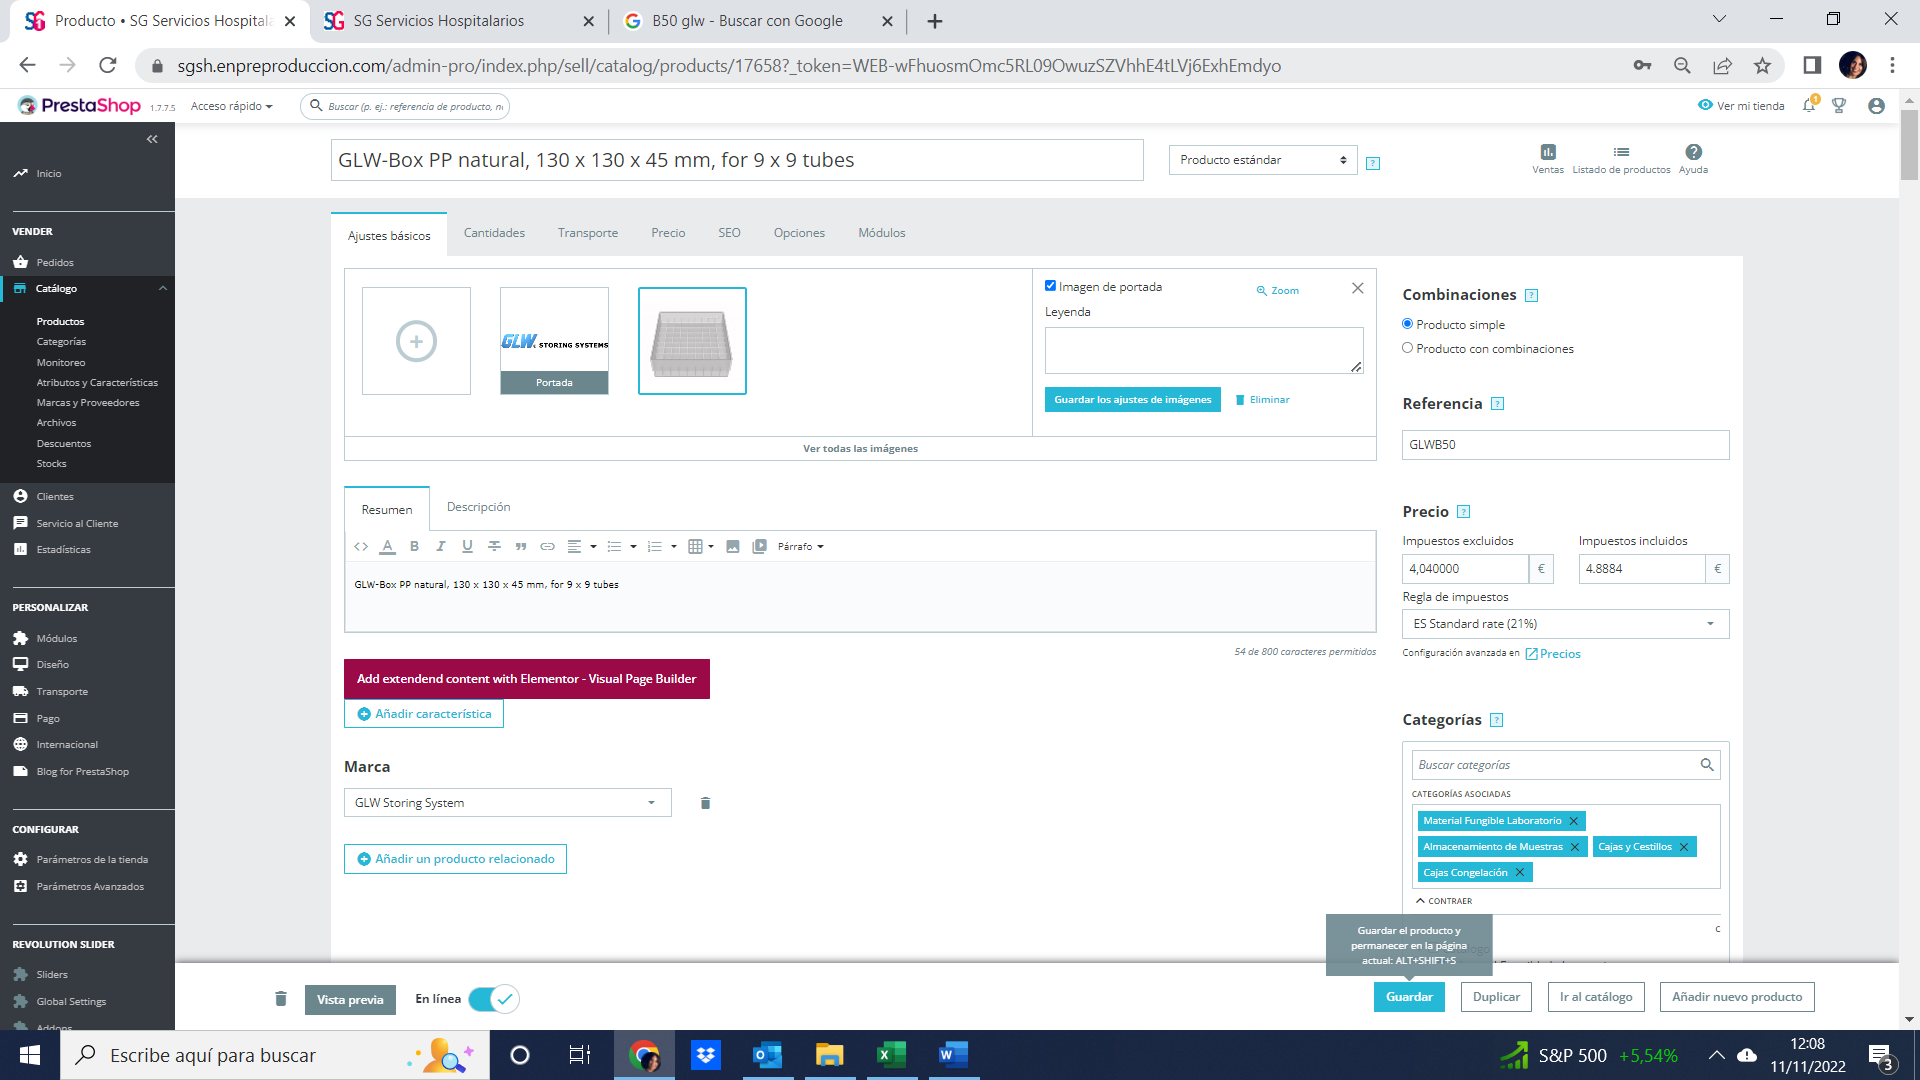 Producto • SG Servicios Hospitala
SG Servicios Hospitalarios
B50 glw - Buscar con Google
sgsh.enpreproduccion.com/admin-pro/index.php/sell/catalog/products/17658?_token=WEB-wFhuosmOmc5RL09OwuzSZVhhE4tLVj6ExhEmdyo
PrestaShop 1.7.7.5
Acceso rápido
Buscar (p. ej.: referencia de producto, n
Ver mi tienda
1
Inicio
VENDER
Pedidos
Catálogo
Productos
Categorías
Monitoreo
Atributos y Características
Marcas y Proveedores
Archivos
Descuentos
Stocks
Clientes
Servicio al Cliente
Estadísticas
PERSONALIZAR
Módulos
Diseño
Transporte
Pago
Internacional
Blog for PrestaShop
CONFIGURAR
Parámetros de la tienda
Parámetros Avanzados
REVOLUTION SLIDER
Sliders
Global Settings
Addons
GLW-Box PP natural, 130 x 130 x 45 mm, for 9 x 9 tubes
Producto estándar
?
Ventas
Listado de productos
Ayuda
Ajustes básicos
Cantidades
Transporte
Precio
SEO
Opciones
Módulos
GLW STORING SYSTEMS
Portada
Imagen de portada
Zoom
Leyenda
Guardar los ajustes de imágenes
Eliminar
Ver todas las imágenes
Resumen
Descripción
Párrafo
GLW-Box PP natural, 130 x 130 x 45 mm, for 9 x 9 tubes
54 de 800 caracteres permitidos
Add extendend content with Elementor - Visual Page Builder
Añadir característica
Marca
GLW Storing System
Añadir un producto relacionado
Combinaciones ?
Producto simple
Producto con combinaciones
Referencia ?
GLWB50
Precio ?
Impuestos excluidos
Impuestos incluidos
4,040000 €
4.8884 €
Regla de impuestos
ES Standard rate (21%)
Configuración avanzada en Precios
Categorías ?
Buscar categorías
CATEGORÍAS ASOCIADAS
Material Fungible Laboratorio
Almacenamiento de Muestras
Cajas y Cestillos
Cajas Congelación
CONTRAER
Guardar el producto y
permanecer en la página
actual: ALT+SHIFT+S
Vista previa
En línea
Guardar
Duplicar
Ir al catálogo
Añadir nuevo producto
Escribe aquí para buscar
S&P 500 +5,54%
12:08
11/11/2022
3